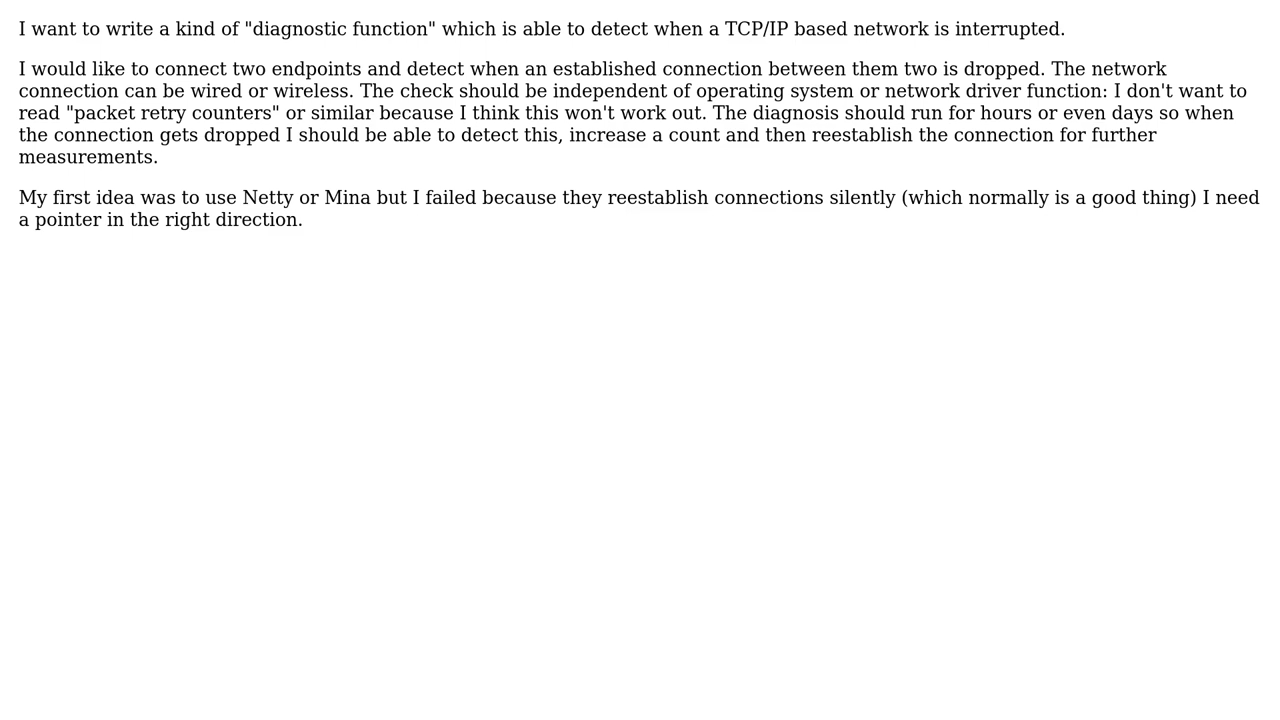 I want to write a kind of "diagnostic function" which is able to detect when a TCP/IP based network is interrupted.
I would like to connect two endpoints and detect when an established connection between them two is dropped. The network
connection can be wired or wireless. The check should be independent of operating system or network driver function: I don't want to
read "packet retry counters" or similar because I think this won't work out. The diagnosis should run for hours or even days so when
the connection gets dropped I should be able to detect this, increase a count and then reestablish the connection for further
measurements.
My first idea was to use Netty or Mina but I failed because they reestablish connections silently (which normally is a good thing) I need
a pointer in the right direction.